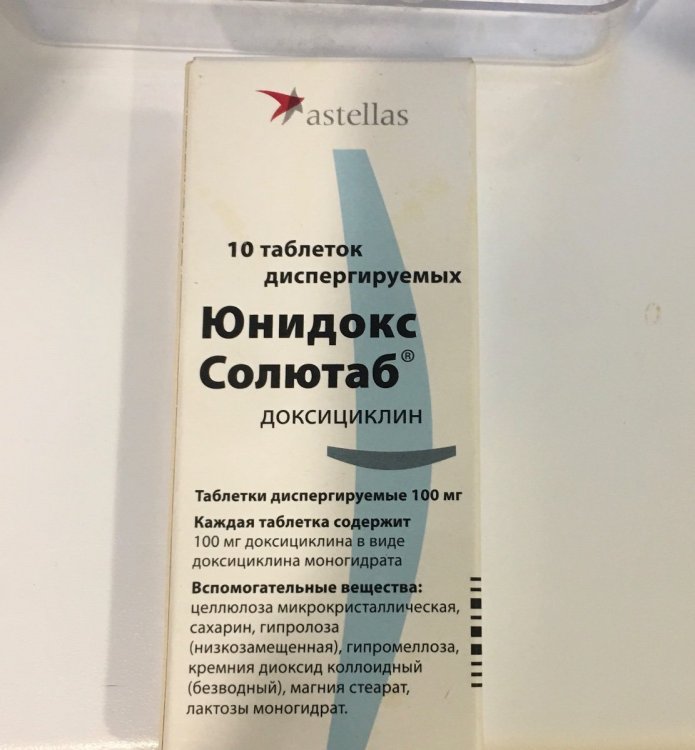 astellas
10 таблеток
диспергируемых
Юнидокс
Солютаб®
доксициклин
Таблетки диспергируемые 100 мг
Каждая таблетка содержит
100 мг доксициклина в виде
доксициклина моногидрата
Вспомогательные вещества:
целлюлоза микрокристаллическая,
сахарин, гипролоза
(низкозамещенная), гипромеллоза,
кремния диоксид коллоидный
(безводный), магния стеарат,
лактозы моногидрат.